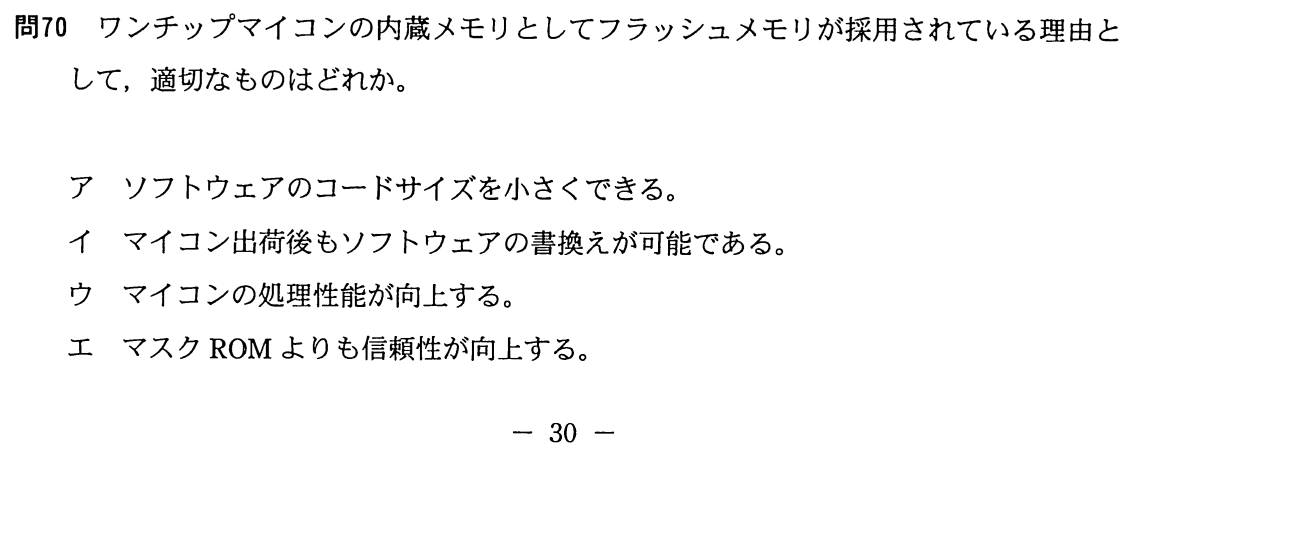 問70 ワンチップマイコンの内蔵メモリとしてフラッシュメモリが採用されている理由と
して，適切なものはどれか。
ア ソフトウェアのコードサイズを小さくできる。
イ マイコン出荷後もソフトウェアの書換えが可能である。
ウ マイコンの処理性能が向上する。
エ マスク ROM よりも信頼性が向上する。
－ 30 －